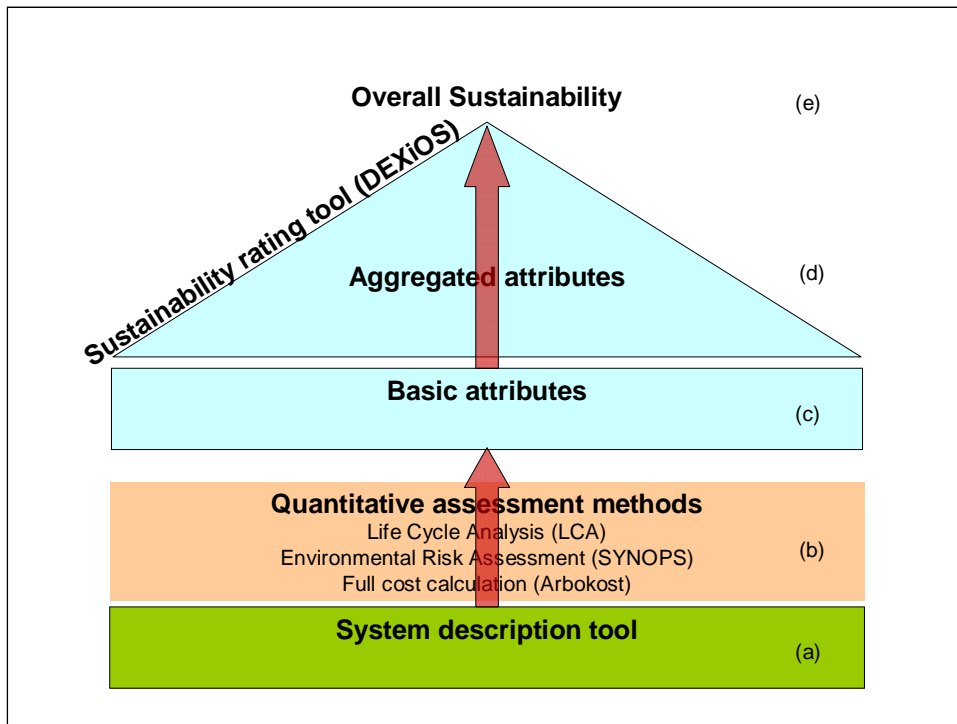 Overall Sustainability
(e)
Sustainability rating tool (DEXiOS)
Aggregated attributes
(d)
Basic attributes
(c)
Quantitative assessment methods
Life Cycle Analysis (LCA)
Environmental Risk Assessment (SYNOPS)
Full cost calculation (Arbokost)
(b)
System description tool
(a)